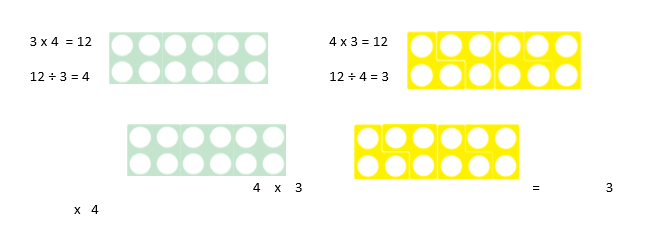 3 x 4 = 12
12 ÷ 3 = 4
4 x 3 = 12
12 ÷ 4 = 3
4 x 3 = 3
x 4